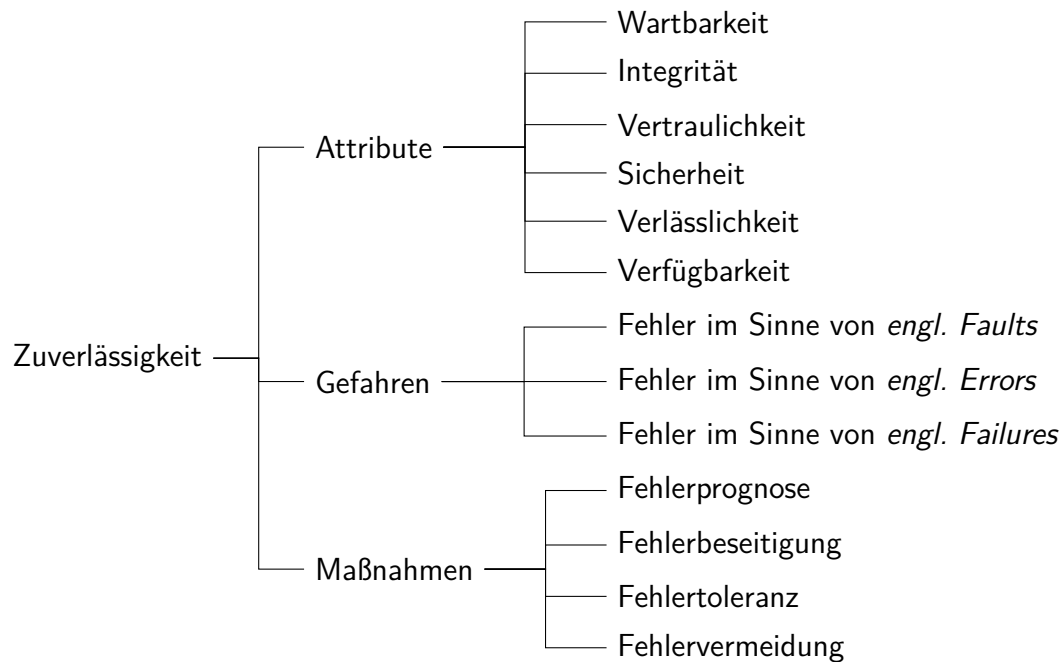 Wartbarkeit
Integrität
Attribute
Vertraulichkeit
Sicherheit
Verlässlichkeit
Verfügbarkeit
Zuverlässigkeit
Gefahren
Fehler im Sinne von engl. Faults
Fehler im Sinne von engl. Errors
Fehler im Sinne von engl. Failures
Maßnahmen
Fehlerprognose
Fehlerbeseitigung
Fehlertoleranz
Fehlervermeidung